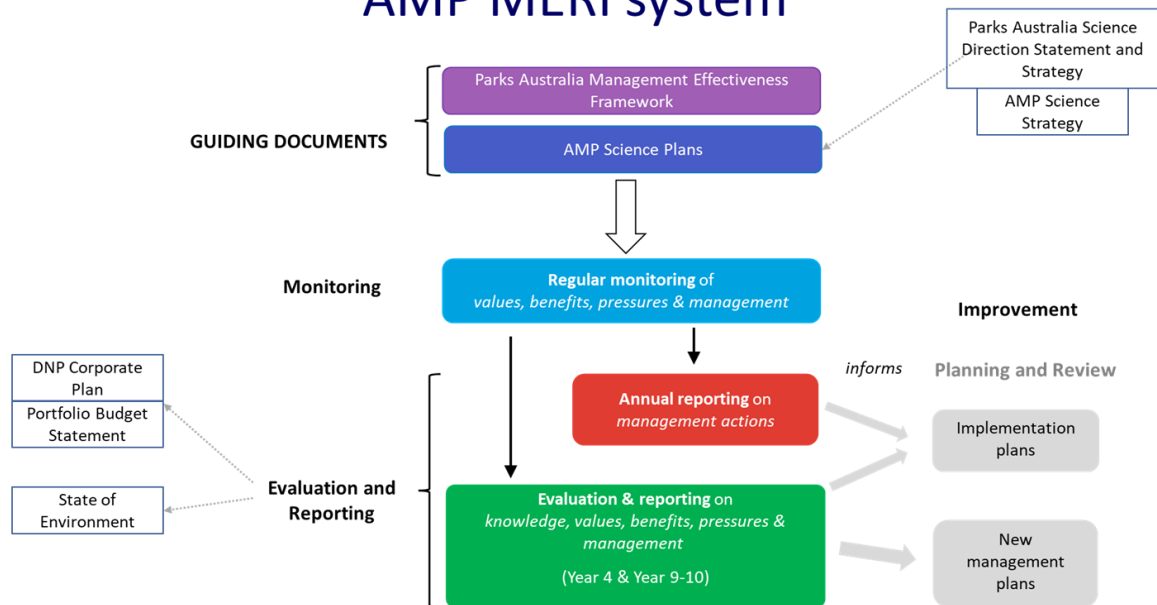 AMP MERI system
Parks Australia Science
Direction Statement and
Strategy
AMP Science
Strategy
Parks Australia Management Effectiveness
Framework
GUIDING DOCUMENTS
AMP Science Plans
Monitoring
Regular monitoring of
values, benefits, pressures & management
Improvement
DNP Corporate
Plan
Portfolio Budget
Statement
informs
Planning and Review
Annual reporting on
management actions
Implementation
plans
State of
Environment
Evaluation and
Reporting
Evaluation & reporting on
knowledge, values, benefits, pressures &
management
(Year 4 & Year 9-10)
New
management
plans